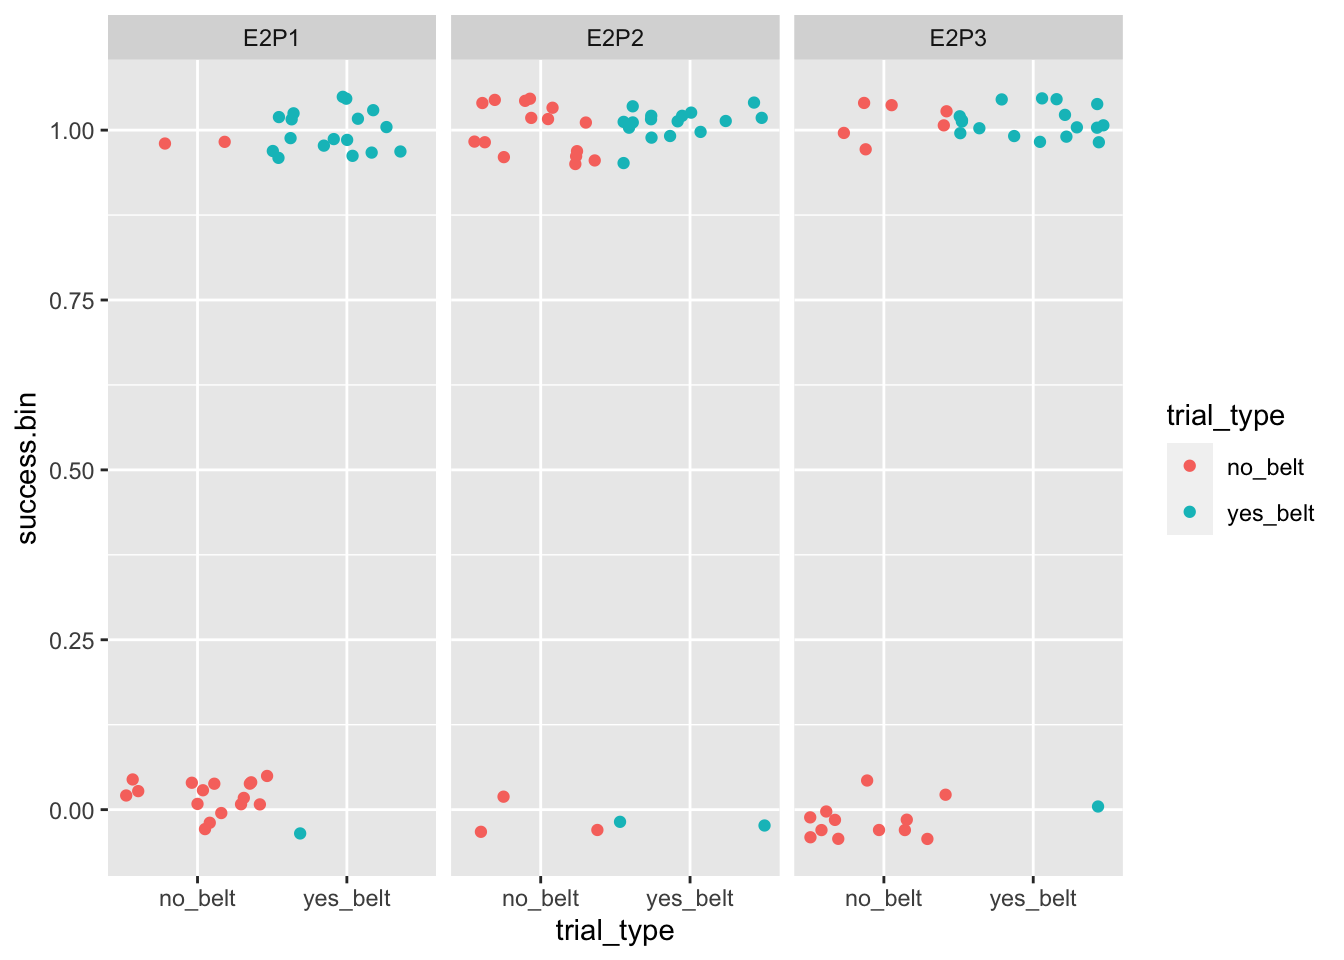 E2P1 E2P2 E2P3
1.00
0.75
0.50
0.25
0.00
success.bin
no_belt yes_belt no_belt yes_belt no_belt yes_belt
trial_type
trial_type
no_belt
yes_belt